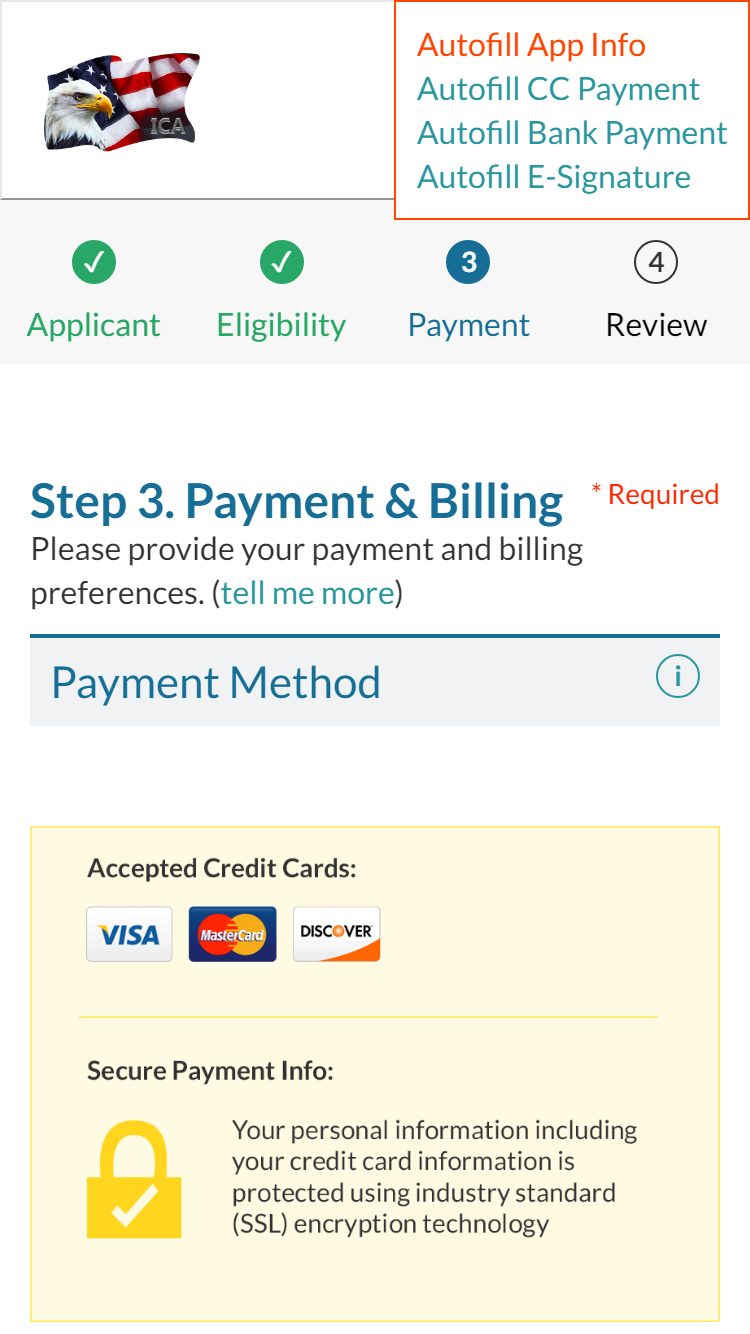 ICA
Autofill App Info
Autofill CC Payment
Autofill Bank Payment
Autofill E-Signature
3
4
Applicant
Eligibility
Payment
Review
Step 3. Payment & Billing
* Required
Please provide your payment and billing
preferences. (tell me more)
Payment Method
i
Accepted Credit Cards:
VISA
MasterCard
DISCOVER
Secure Payment Info:
Your personal information including
your credit card information is
protected using industry standard
(SSL) encryption technology